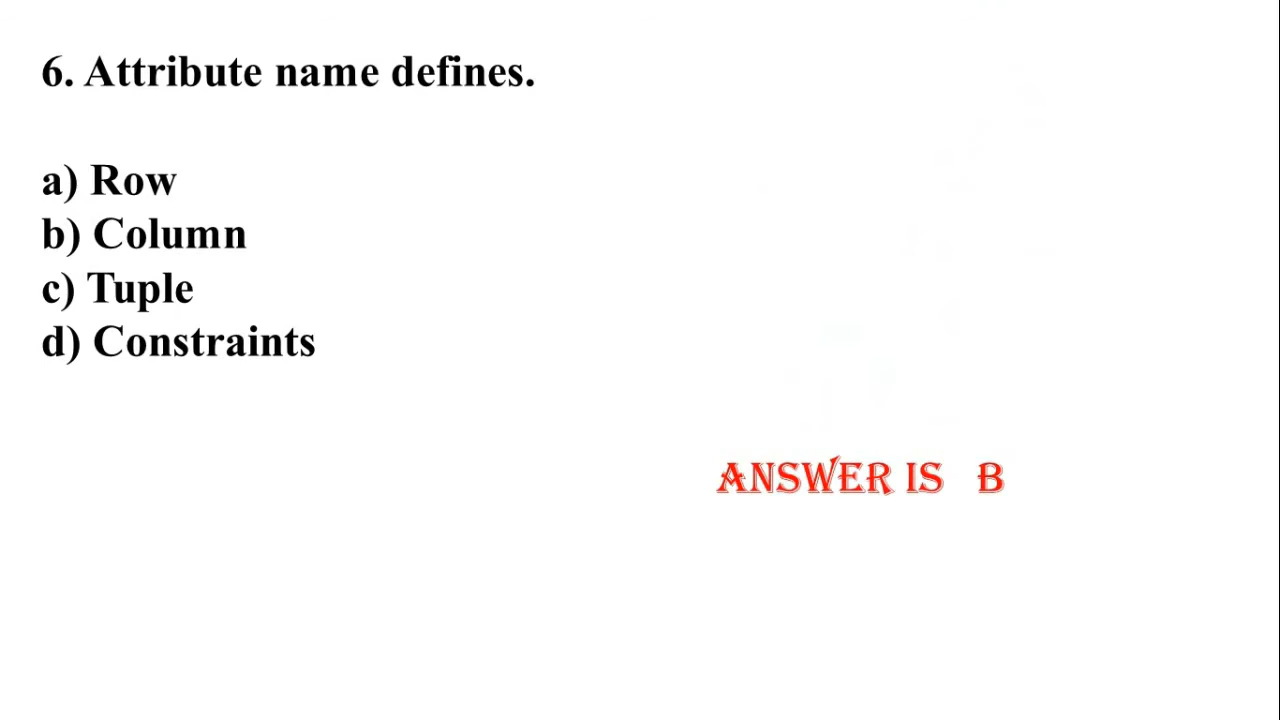 6. Attribute name defines.
a) Row
b) Column
c) Tuple
d) Constraints
ANSWER IS B